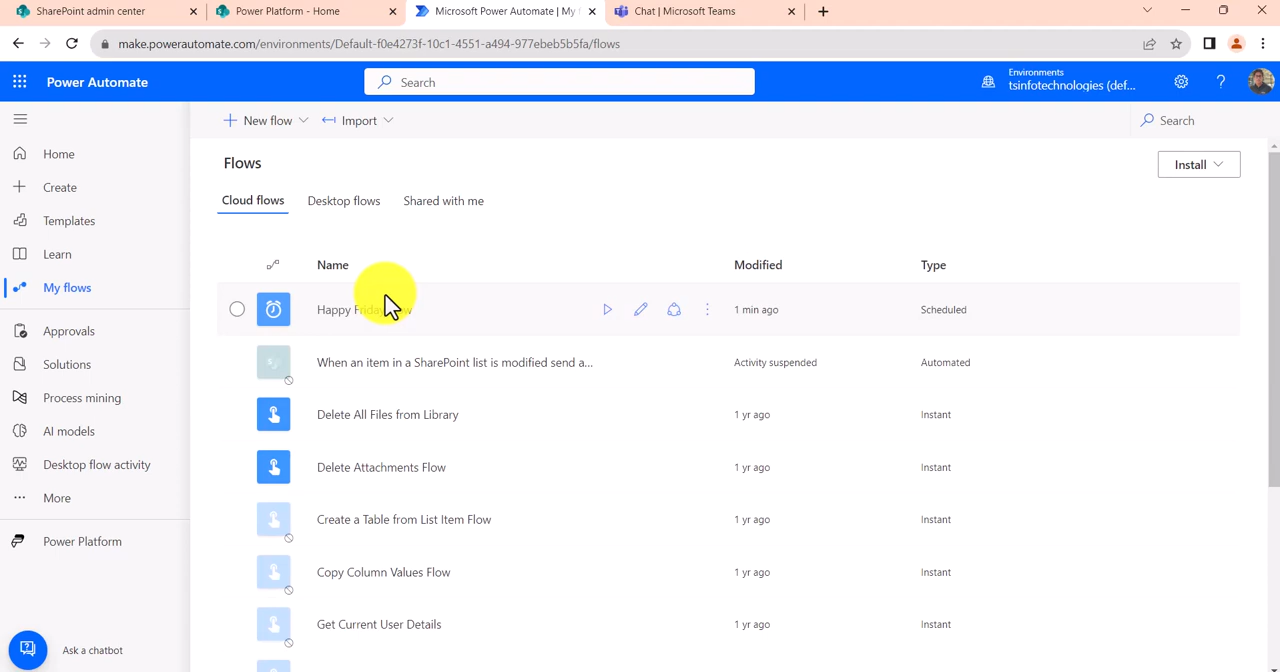 SharePoint admin center
Power Platform - Home
Microsoft Power Automate | My f
Chat | Microsoft Teams
make.powerautomate.com/environments/Default-f0e4273f-10c1-4551-a494-977ebeb5b5fa/flows
Power Automate
Search
Environments
tsinfotechnologies (def...
New flow
Import
Search
Home
Create
Templates
Learn
My flows
Approvals
Solutions
Process mining
AI models
Desktop flow activity
More
Power Platform
Ask a chatbot
Flows
Install
Cloud flows
Desktop flows
Shared with me
Name
Modified
Type
Happy Friday
1 min ago
Scheduled
When an item in a SharePoint list is modified send a...
Activity suspended
Automated
Delete All Files from Library
1 yr ago
Instant
Delete Attachments Flow
1 yr ago
Instant
Create a Table from List Item Flow
1 yr ago
Instant
Copy Column Values Flow
1 yr ago
Instant
Get Current User Details
1 yr ago
Instant